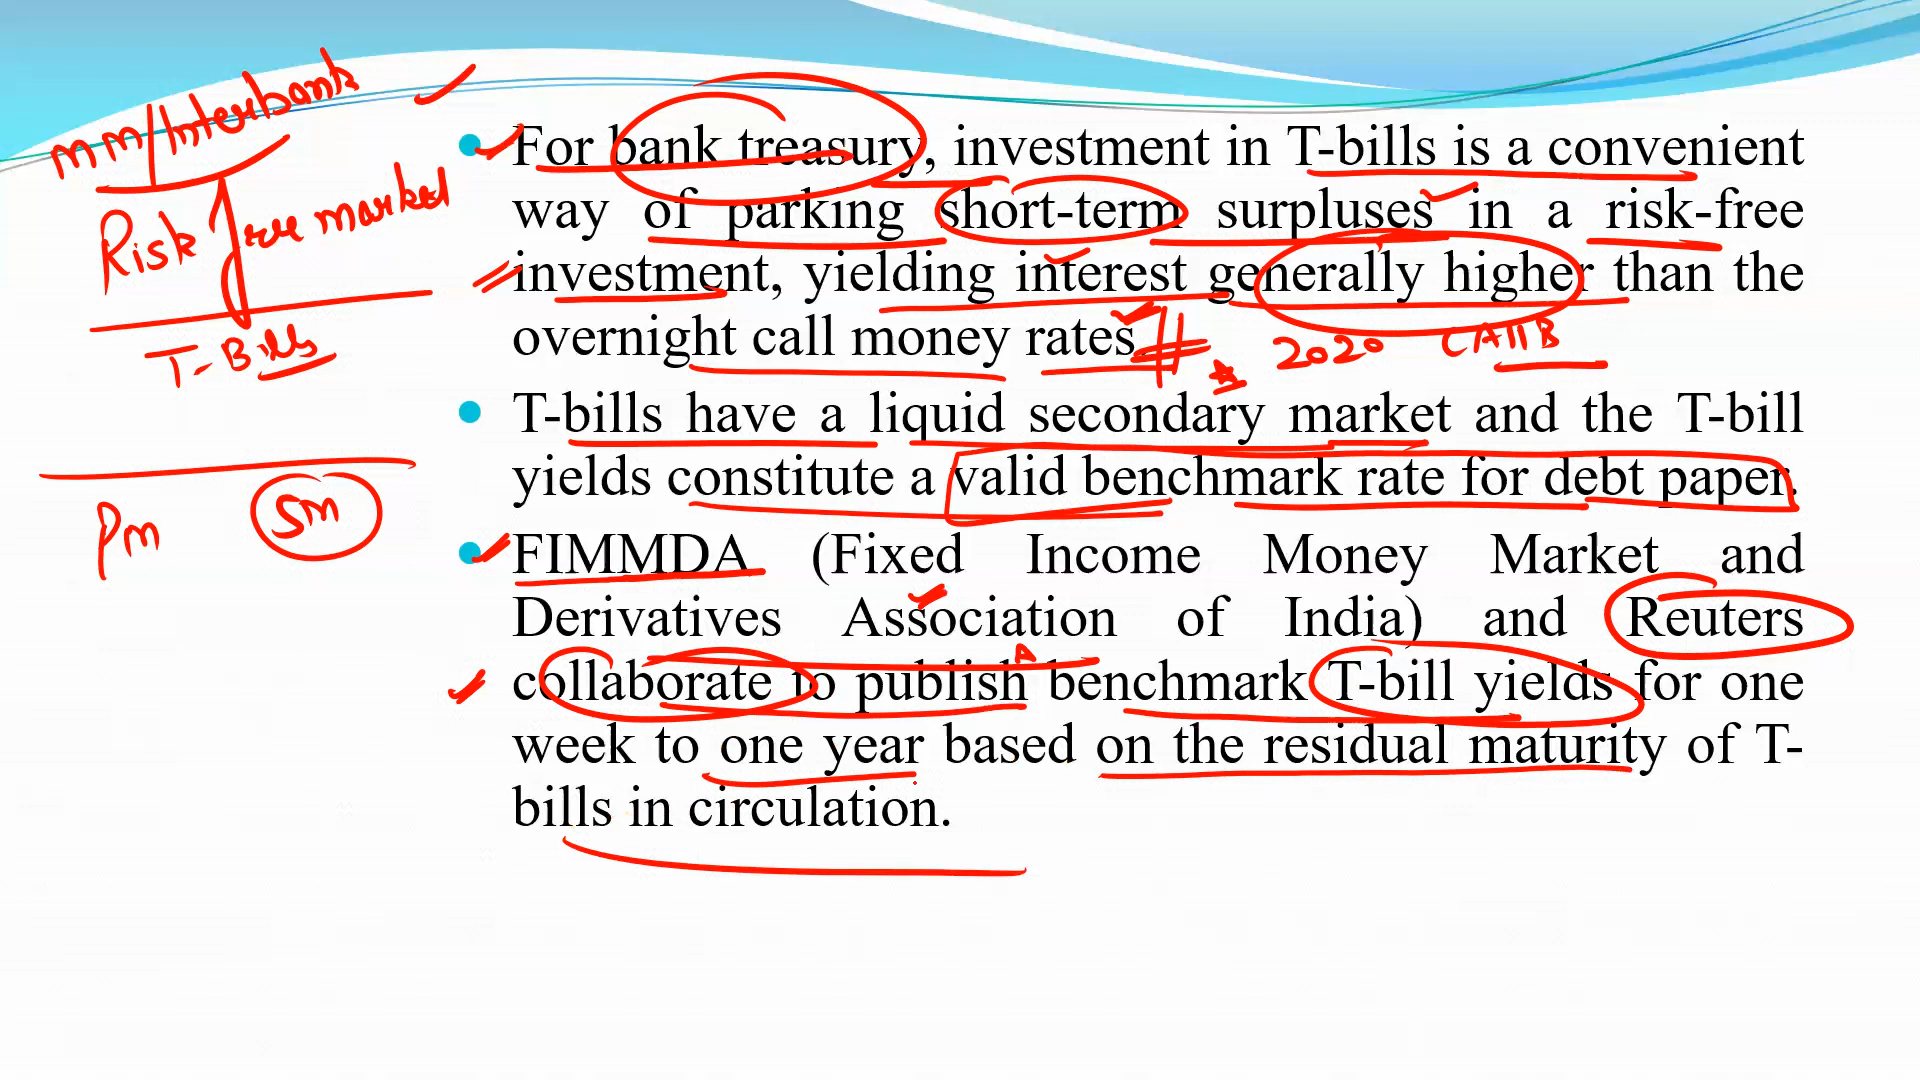 mm/Interbank
Risk free market
T-Bills
Pm SM
For bank treasury, investment in T-bills is a convenient
way of parking short-term surpluses in a risk-free
investment, yielding interest generally higher than the
overnight call money rates.
2020 CAIIB
T-bills have a liquid secondary market and the T-bill
yields constitute a valid benchmark rate for debt paper.
FIMMDA (Fixed Income Money Market and
Derivatives Association of India) and Reuters
collaborate to publish benchmark T-bill yields for one
week to one year based on the residual maturity of T-
bills in circulation.